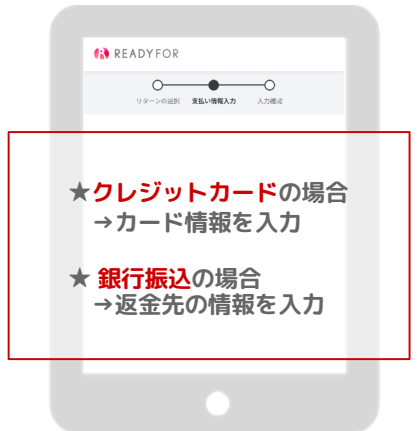 READYFOR
リターンの選択 支払い情報入力 入力確認
★クレジットカードの場合
→カード情報を入力
★ 銀行振込の場合
→返金先の情報を入力